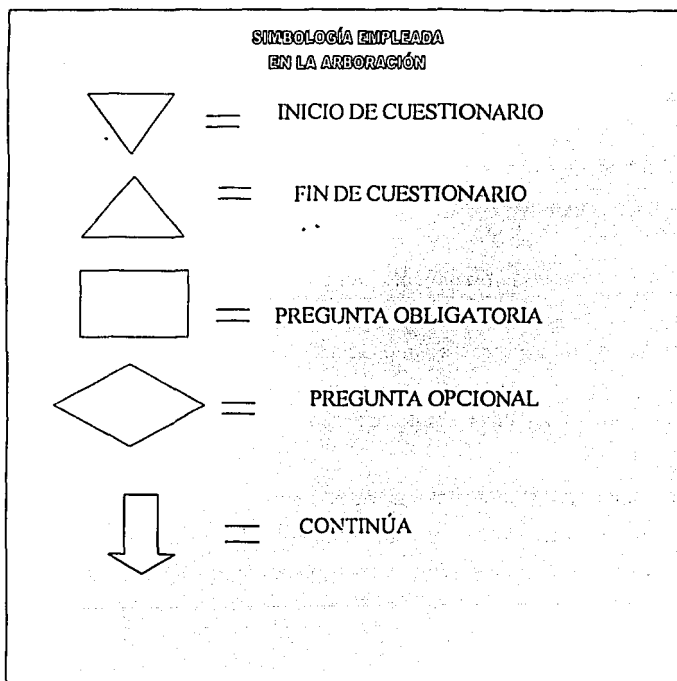 SIMBOLOGÍA EMPLEADA
EN LA ARBORACIÓN
= INICIO DE CUESTIONARIO
= FIN DE CUESTIONARIO
= PREGUNTA OBLIGATORIA
= PREGUNTA OPCIONAL
= CONTINÚA